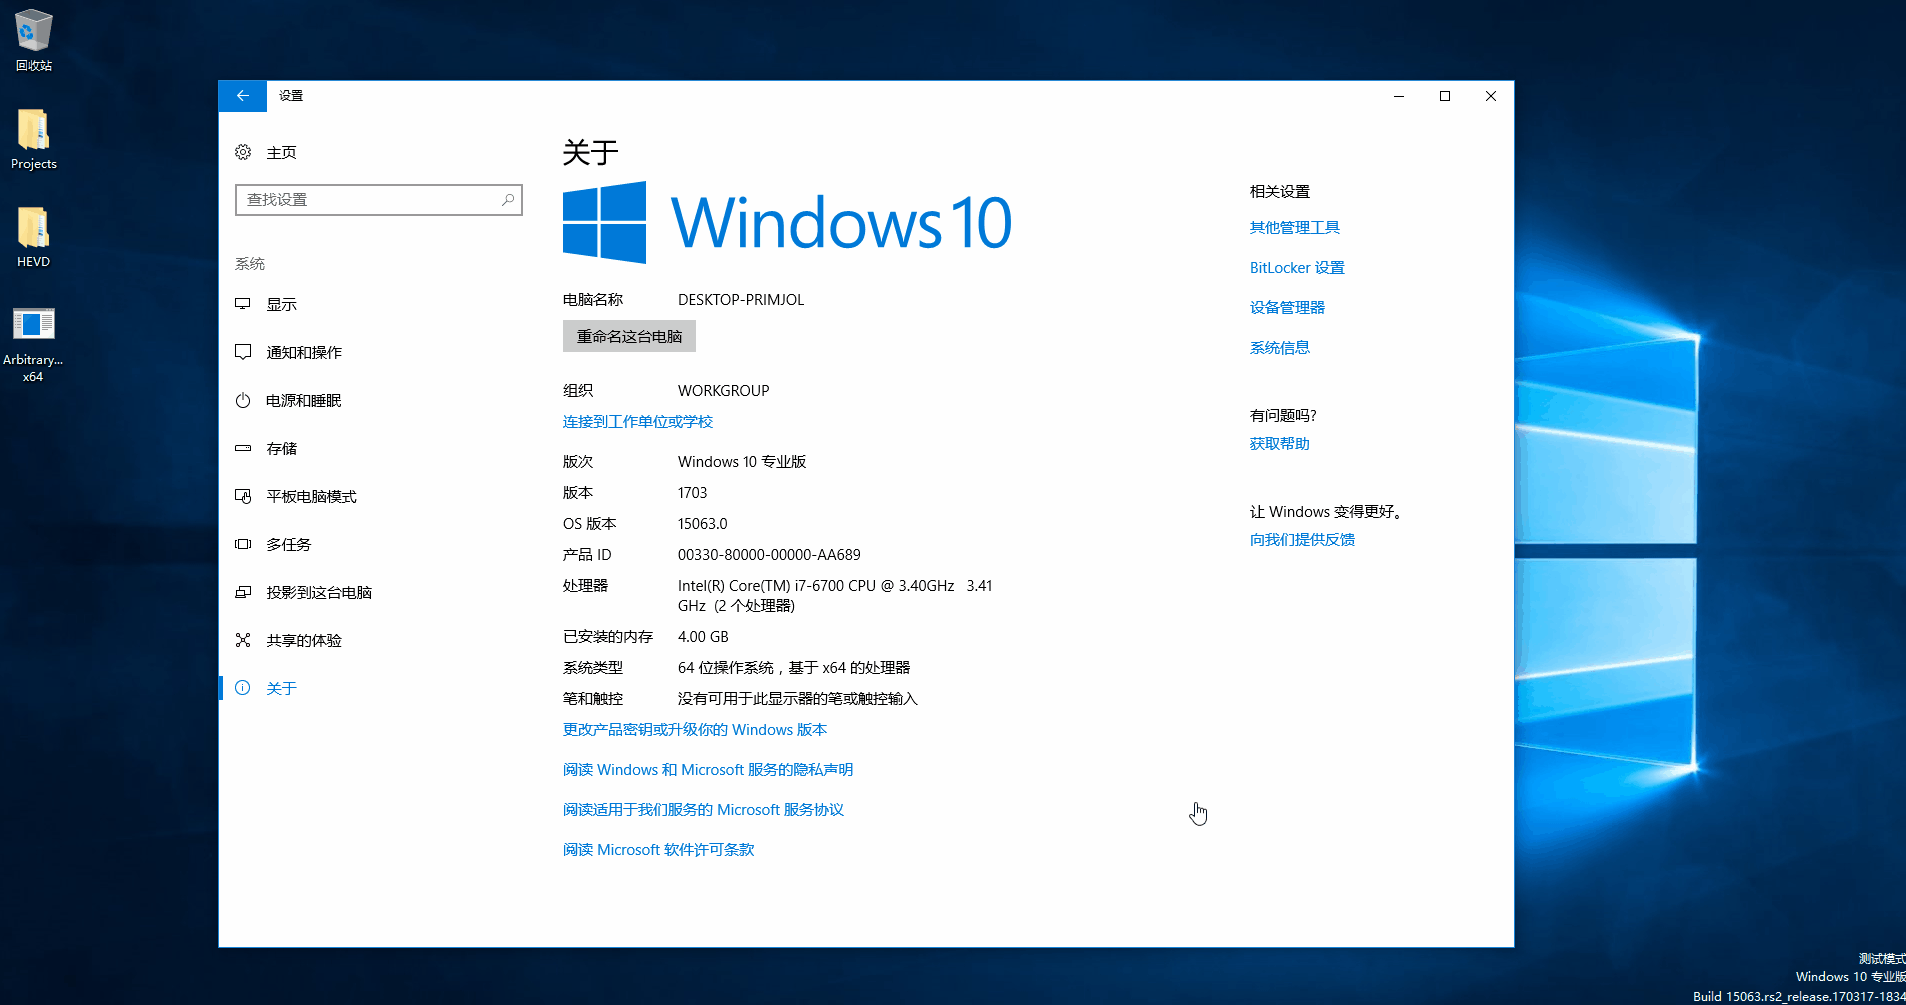 回收站
Projects
HEVD
Arbitrary...
x64
设置
主页
查找设置
系统
显示
通知和操作
电源和睡眠
存储
平板电脑模式
多任务
投影到这台电脑
共享的体验
关于
关于
Windows 10
电脑名称 DESKTOP-PRIMJOL
重命名这台电脑
组织 WORKGROUP
连接到工作单位或学校
版次 Windows 10 专业版
版本 1703
OS 版本 15063.0
产品 ID 00330-80000-00000-AA689
处理器 Intel(R) Core(TM) i7-6700 CPU @ 3.40GHz 3.41
GHz (2 个处理器)
已安装的内存 4.00 GB
系统类型 64 位操作系统，基于 x64 的处理器
笔和触控 没有可用于此显示器的笔或触控输入
更改产品密钥或升级你的 Windows 版本
阅读 Windows 和 Microsoft 服务的隐私声明
阅读适用于我们服务的 Microsoft 服务协议
阅读 Microsoft 软件许可条款
相关设置
其他管理工具
BitLocker 设置
设备管理器
系统信息
有问题吗?
获取帮助
让 Windows 变得更好。
向我们提供反馈
测试模式
Windows 10 专业版
Build 15063.rs2_release.170317-1834